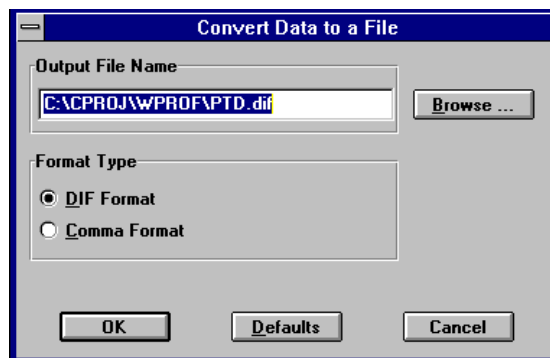 Convert Data to a File
Output File Name
C:\CPROJ\WPROF\PTD.dif
Browse ...
Format Type
DIF Format
Comma Format
OK
Defaults
Cancel